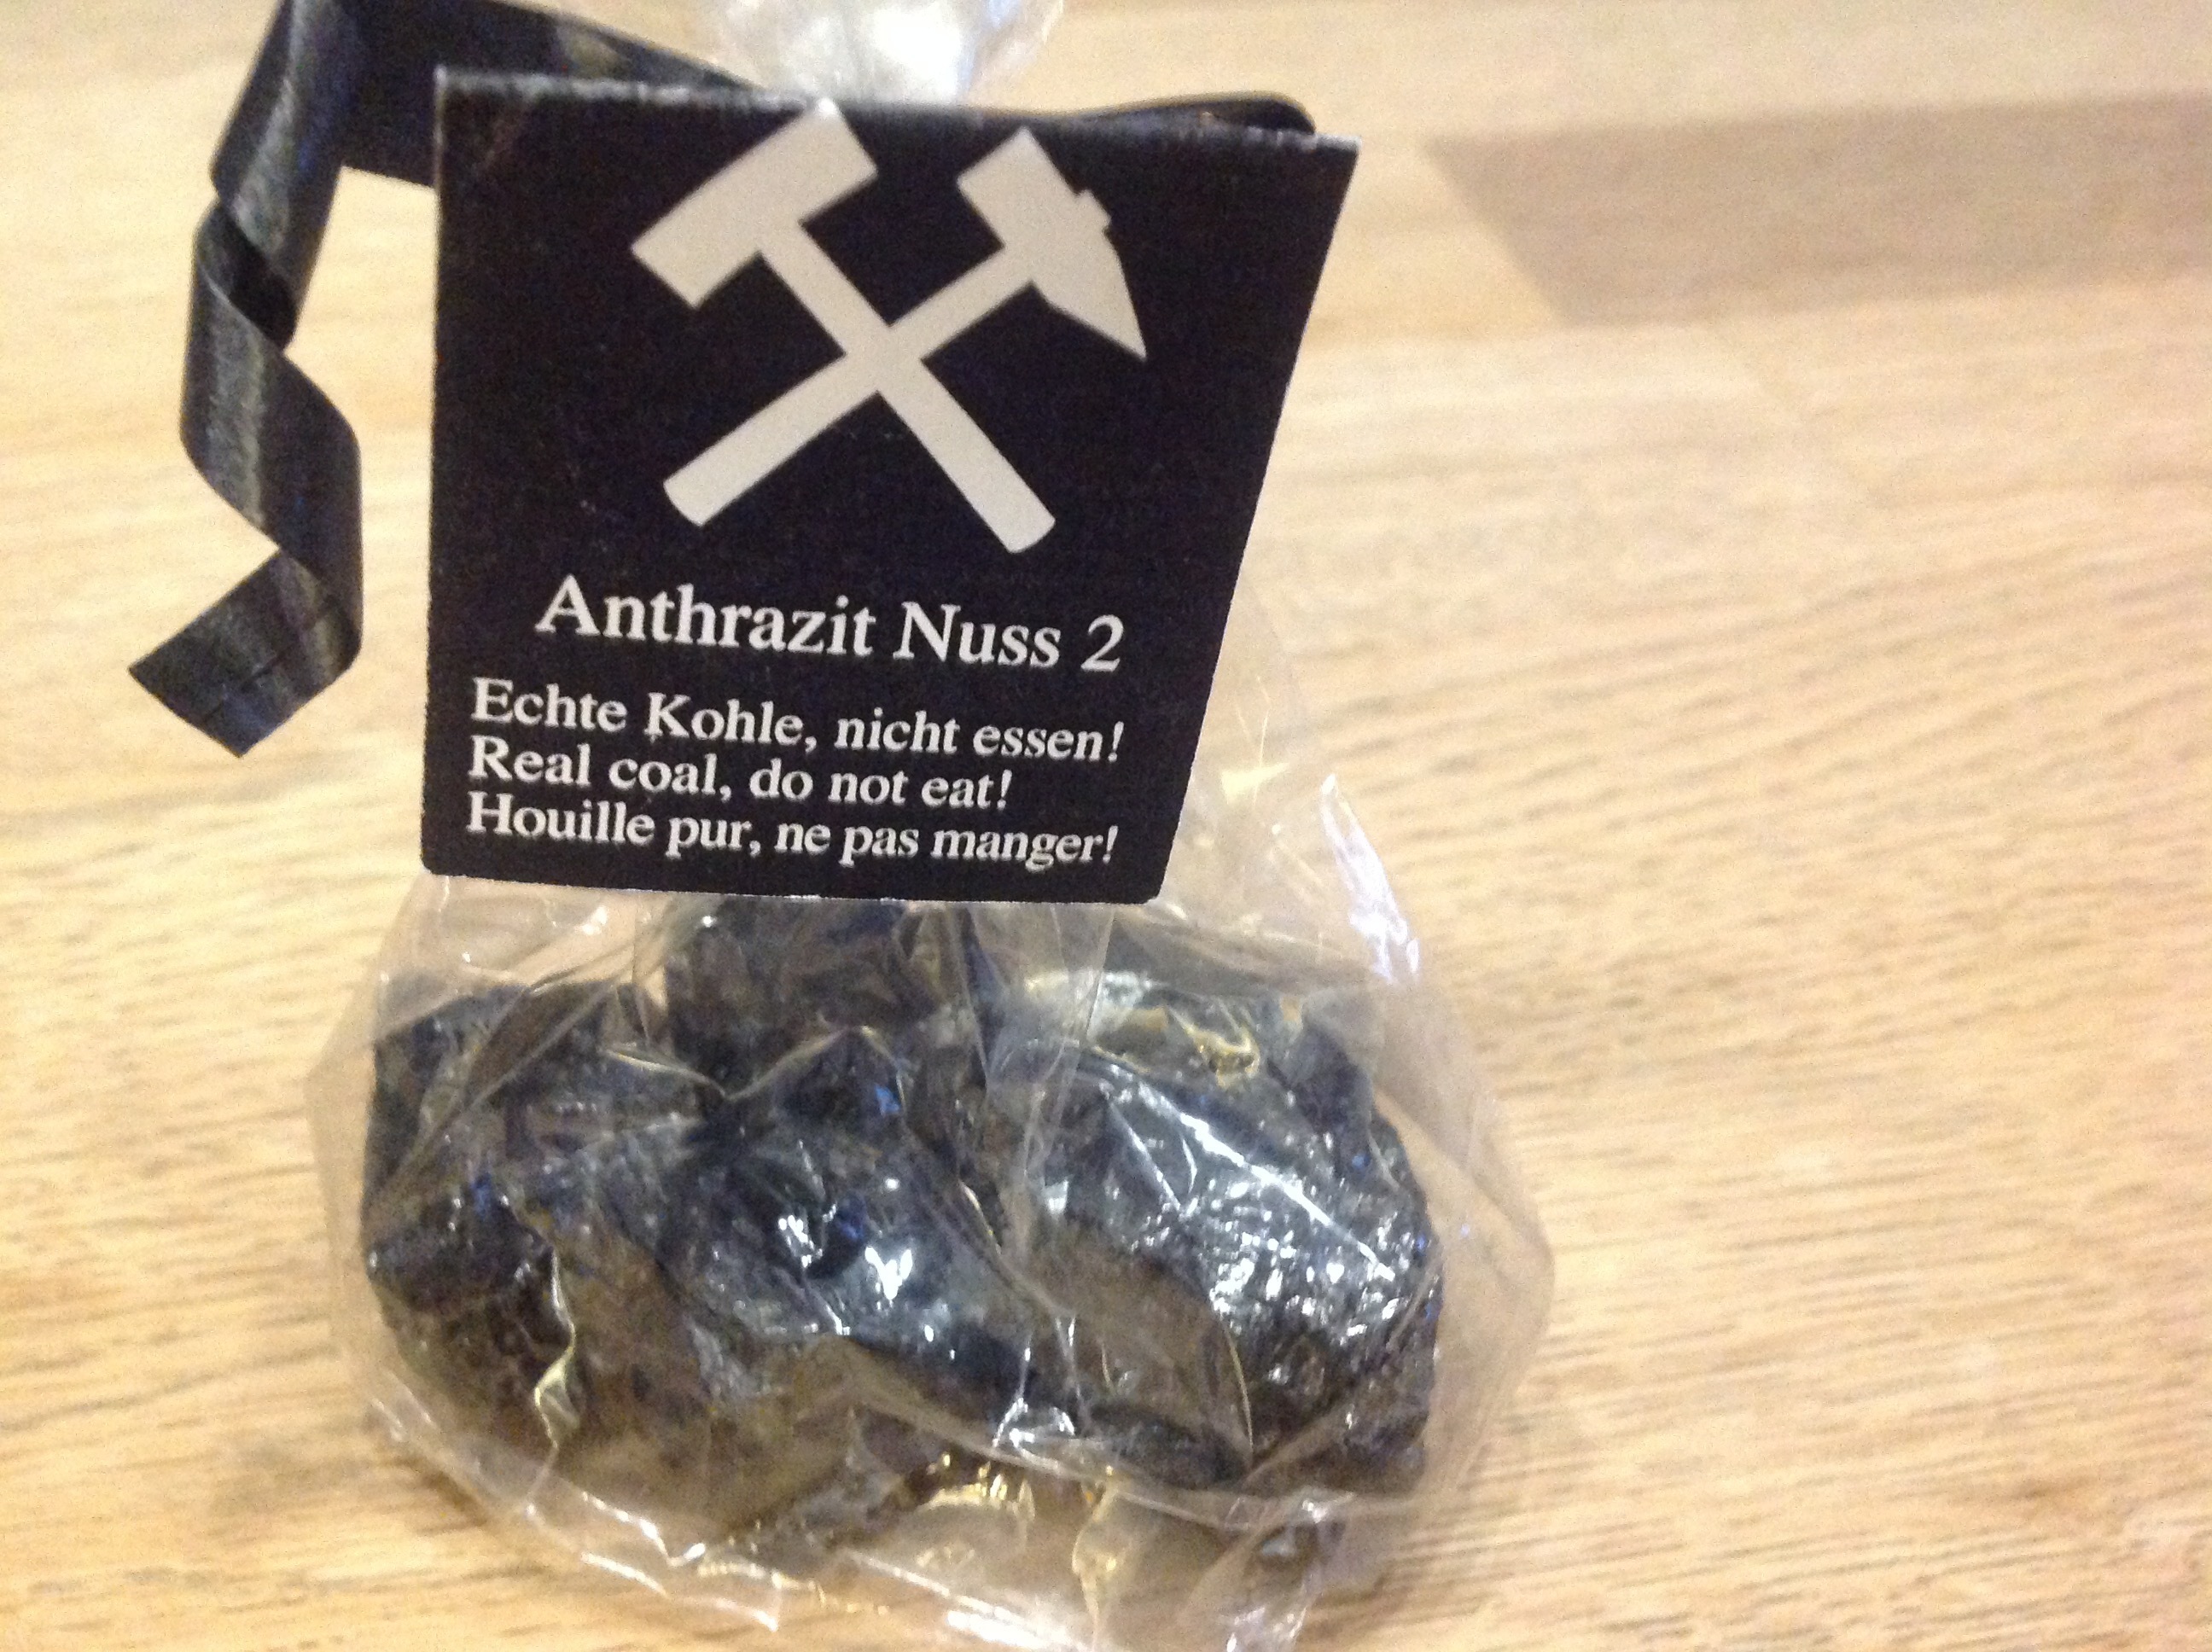 Anthrazit Nuss 2
Echte Kohle, nicht essen!
Real coal, do not eat!
Houille pur, ne pas manger!